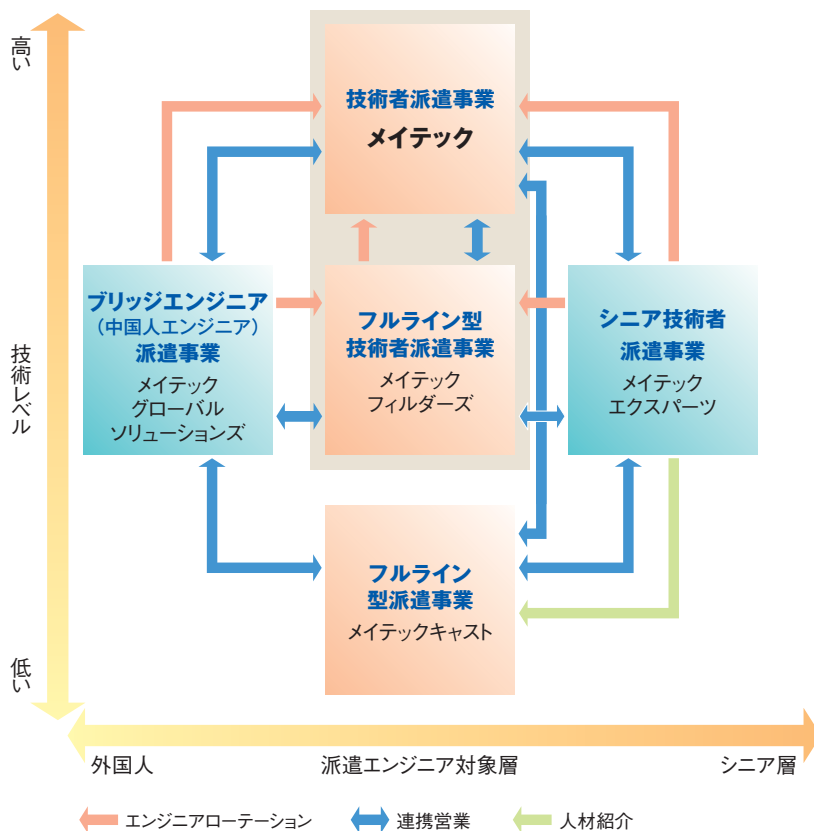 高い
技術レベル
低い
技術者派遣事業
メイテック
ブリッジエンジニア
（中国人エンジニア）
派遣事業
メイテック
グローバル
ソリューションズ
フルライン型
技術者派遣事業
メイテック
フィルダーズ
シニア技術者
派遣事業
メイテック
エクスパーツ
フルライン
型派遣事業
メイテックキャスト
外国人
派遣エンジニア対象層
シニア層
エンジニアローテーション
連携営業
人材紹介